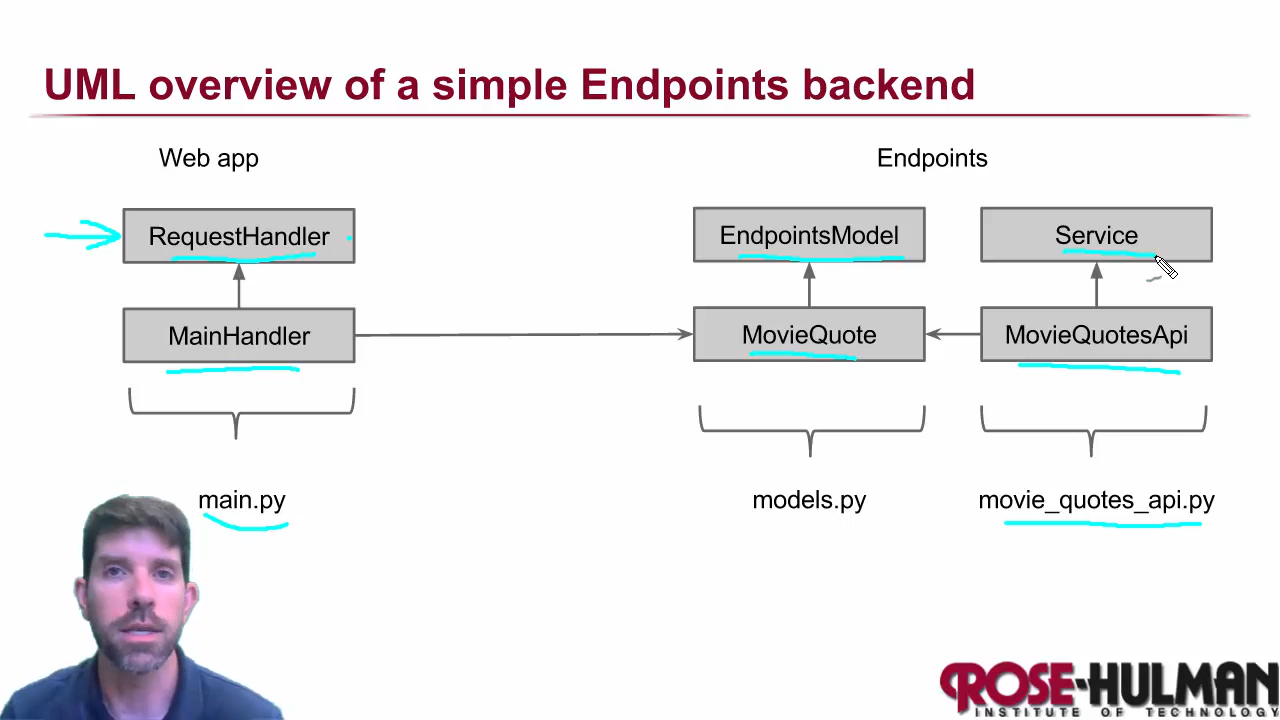 UML overview of a simple Endpoints backend
Web app
Endpoints
RequestHandler
EndpointsModel
Service
MainHandler
MovieQuote
MovieQuotesApi
main.py
models.py
movie_quotes_api.py
ROSE-HULMAN
INSTITUTE OF TECHNOLOGY